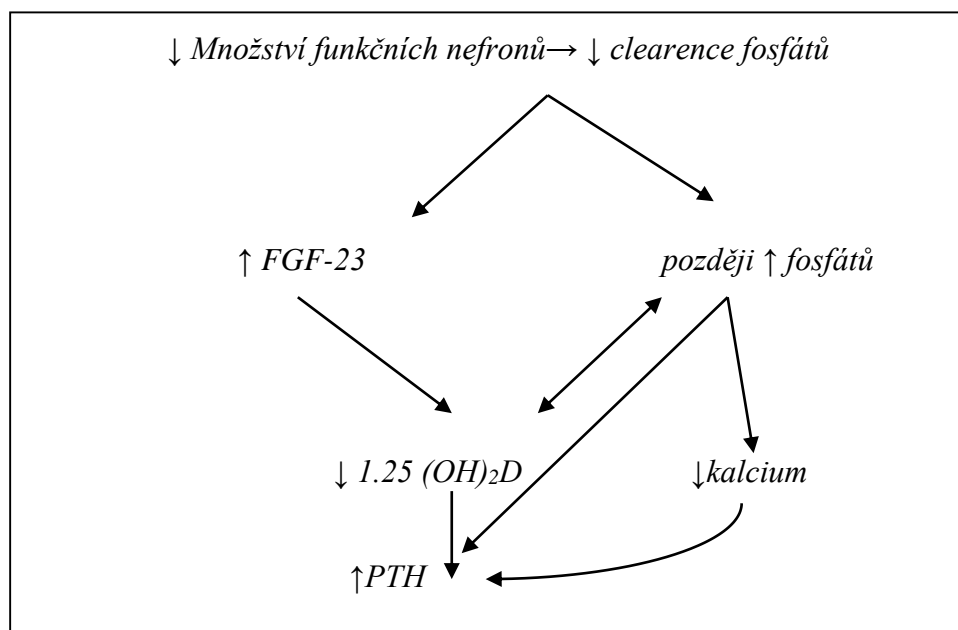 ↓ Množství funkčních nefronů→ ↓ clearence fosfátů
↑ FGF-23
později ↑ fosfátů
↓ 1.25 (OH)₂D
↓kalcium
↑PTH